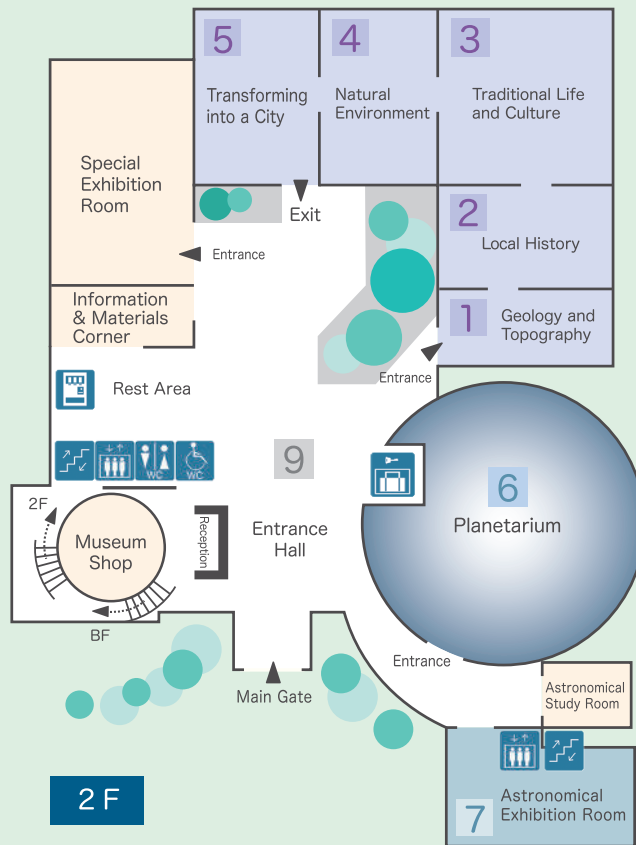 5
Transforming
into a City
4
Natural
Environment
3
Traditional Life
and Culture
Special
Exhibition
Room
Exit
2
Local History
Entrance
Information
& Materials
Corner
1
Geology and
Topography
Entrance
Rest Area
WC
WC
9
6
2F
Museum
Shop
Reception
Entrance
Hall
Planetarium
BF
Entrance
Main Gate
Astronomical
Study Room
2F
7
Astronomical
Exhibition Room